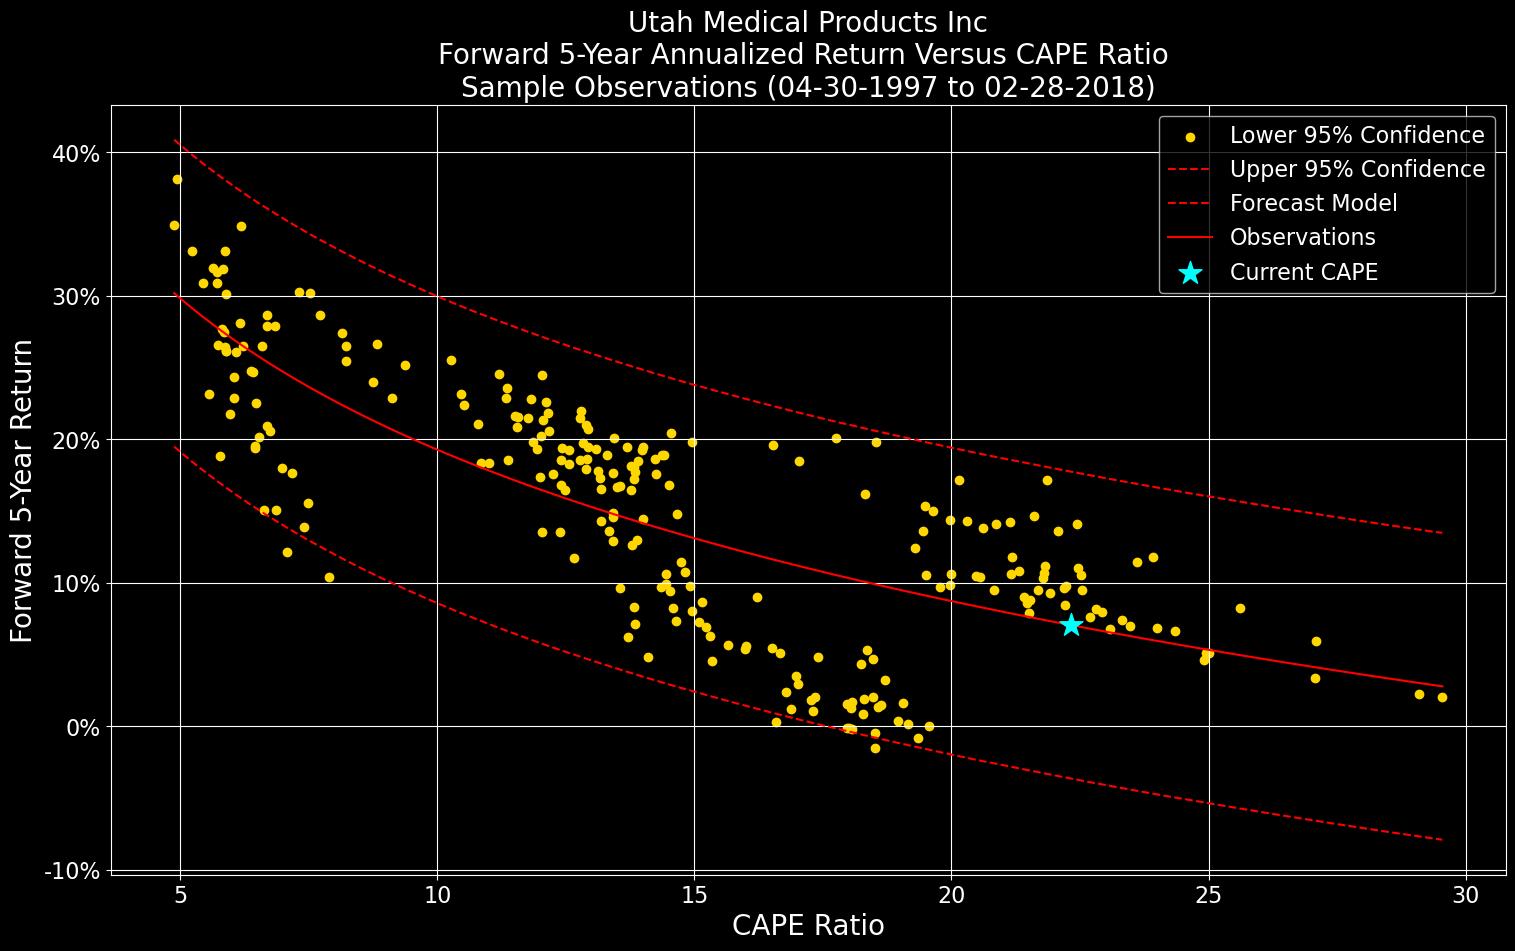 Utah Medical Products Inc
Forward 5-Year Annualized Return Versus CAPE Ratio
Sample Observations (04-30-1997 to 02-28-2018)
Lower 95% Confidence
Upper 95% Confidence
Forecast Model
Observations
Current CAPE
Forward 5-Year Return
40%
30%
20%
10%
0%
-10%
5 10 15 20 25 30
CAPE Ratio